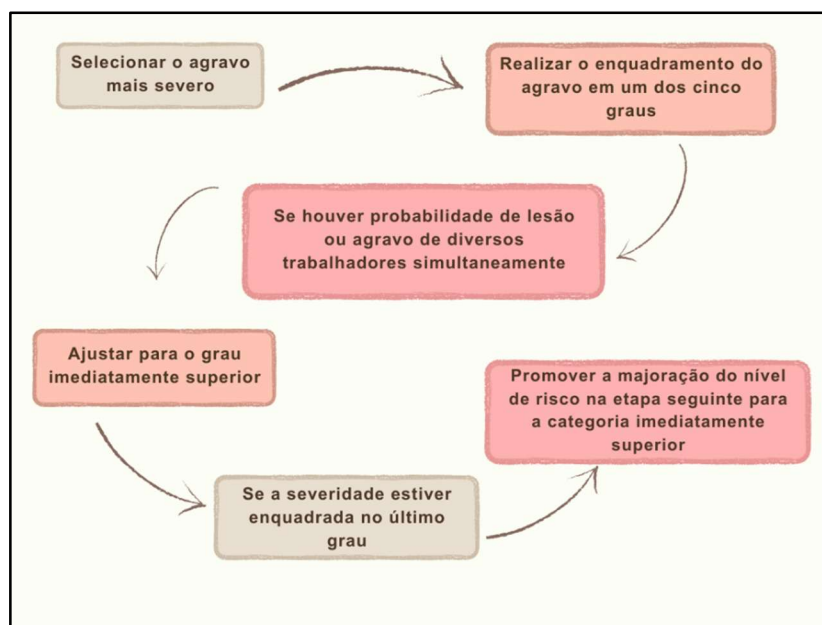 Selecionar o agravo
mais severo
Realizar o enquadramento do
agravo em um dos cinco
graus
Se houver probabilidade de lesão
ou agravo de diversos
trabalhadores simultaneamente
Ajustar para o grau
imediatamente superior
Se a severidade estiver
enquadrada no último
grau
Promover a majoração do nível
de risco na etapa seguinte para
a categoria imediatamente
superior